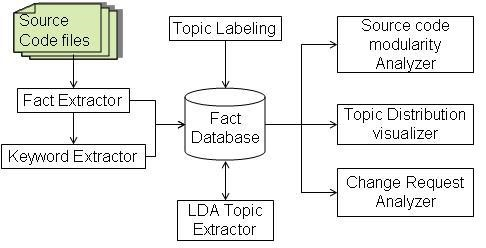 Source
Code files
Fact Extractor
Keyword Extractor
Topic Labeling
Fact
Database
LDA Topic
Extractor
Source code
modularity
Analyzer
Topic Distribution
visualizer
Change Request
Analyzer